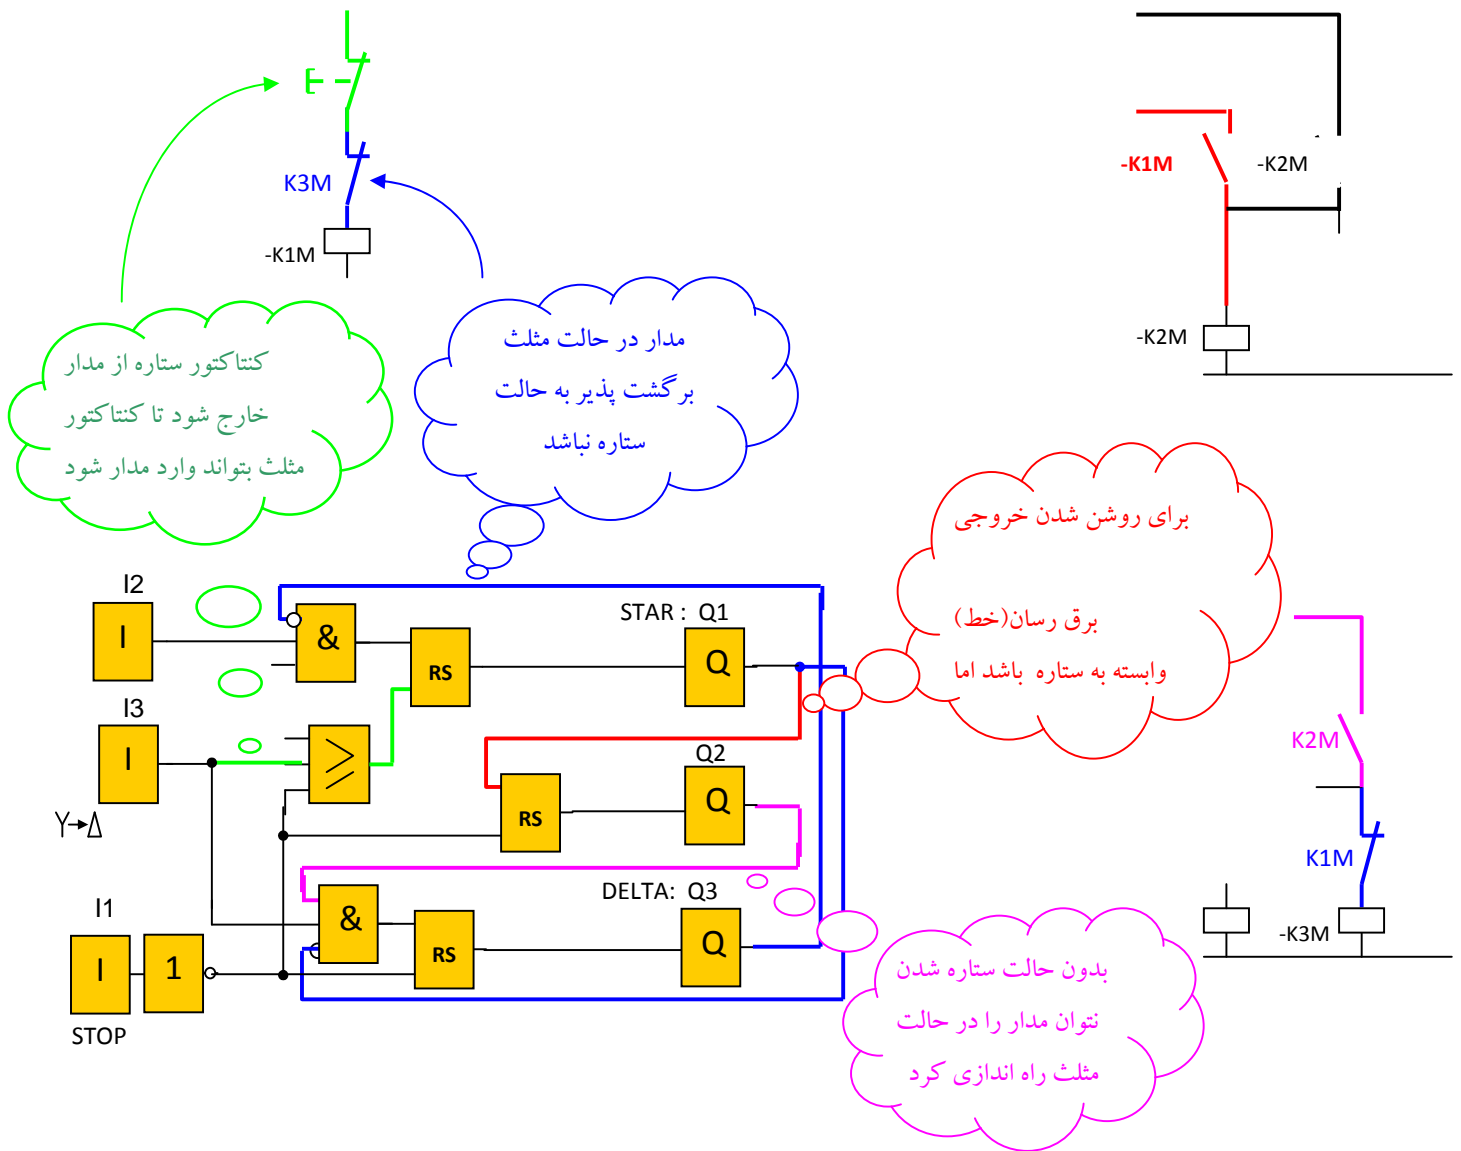 K3M
-K1M
-K1M
-K2M
-K2M
کنتاکتور ستاره از مدار
خارج شود تا کنتاکتور
مثلث بتواند وارد مدار شود
مدار در حالت مثلث
برگشت پذیر به حالت
ستاره نباشد
برای روشن شدن خروجی
برق رسان(خط)
وابسته به ستاره باشد اما
I2
I
&
RS
STAR : Q1
Q
I3
I
≥
Y→Δ
RS
Q2
Q
K2M
K1M
-K3M
I1
I
1
STOP
&
RS
DELTA: Q3
Q
بدون حالت ستاره شدن
نتوان مدار را در حالت
مثلث راه اندازی کرد